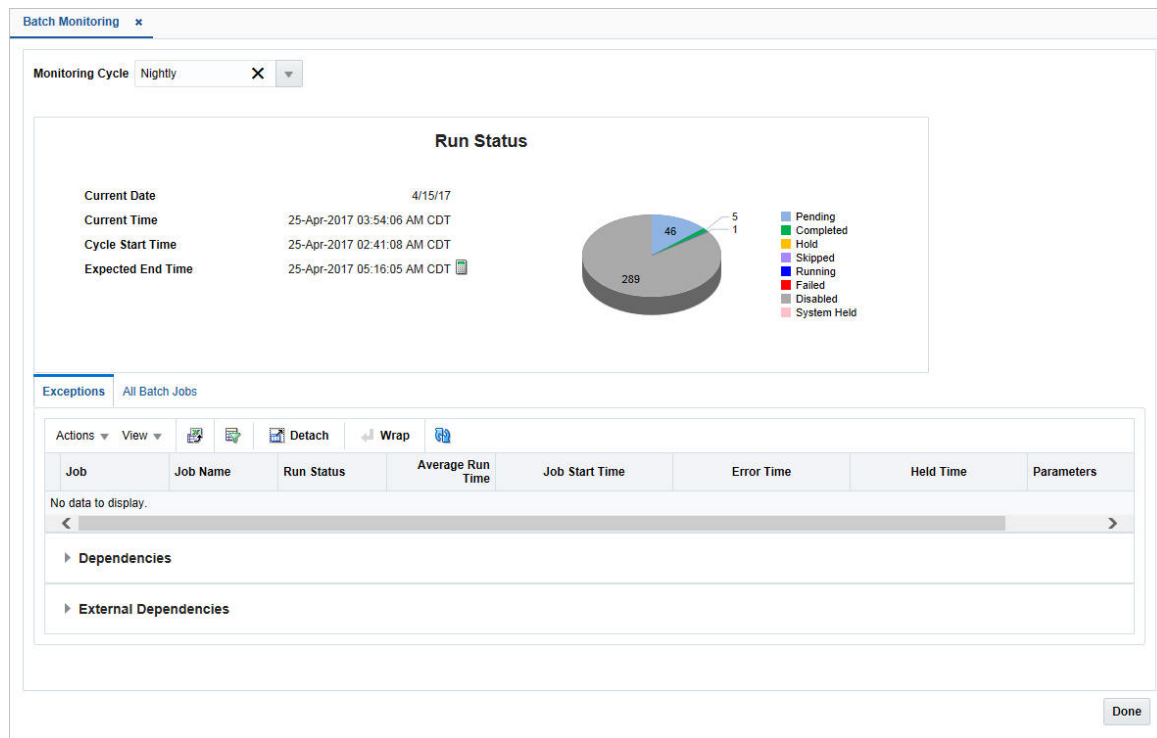 Batch Monitoring ×
Monitoring Cycle Nightly
Run Status
Current Date 4/15/17
Current Time 25-Apr-2017 03:54:06 AM CDT
Cycle Start Time 25-Apr-2017 02:41:08 AM CDT
Expected End Time 25-Apr-2017 05:16:05 AM CDT
46
5
1
289
Pending
Completed
Hold
Skipped
Running
Failed
Disabled
System Held
Exceptions All Batch Jobs
Actions View Detach Wrap
Job Job Name Run Status Average Run Time Job Start Time Error Time Held Time Parameters
No data to display.
Dependencies
External Dependencies
Done